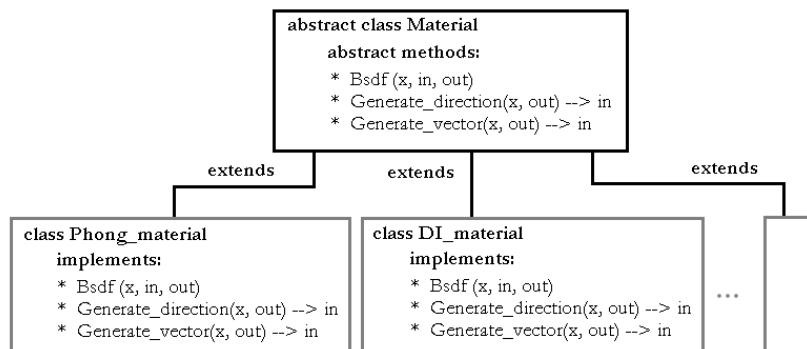 abstract class Material
abstract methods:
* Bsdf (x, in, out)
* Generate_direction(x, out) --> in
* Generate_vector(x, out) --> in
extends
extends
extends
class Phong_material
implements:
* Bsdf (x, in, out)
* Generate_direction(x, out) --> in
* Generate_vector(x, out) --> in
class DI_material
implements:
* Bsdf (x, in, out)
* Generate_direction(x, out) --> in
* Generate_vector(x, out) --> in
...